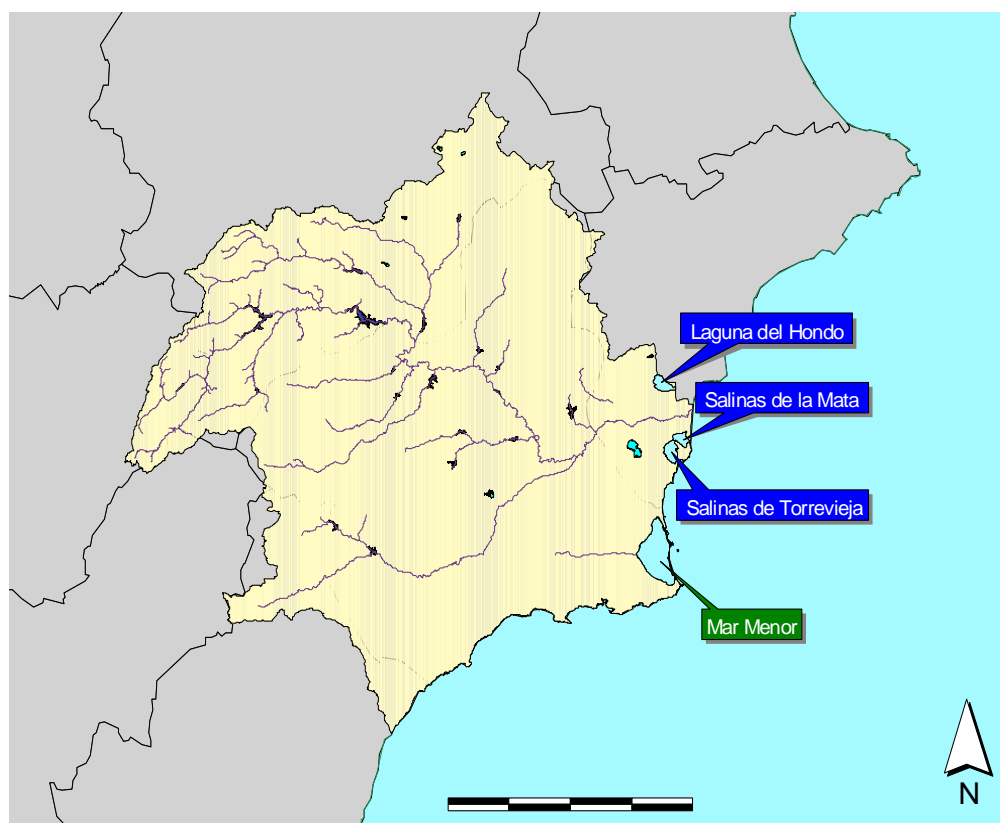 Laguna del Hondo
Salinas de la Mata
Salinas de Torrevieja
Mar Menor
N